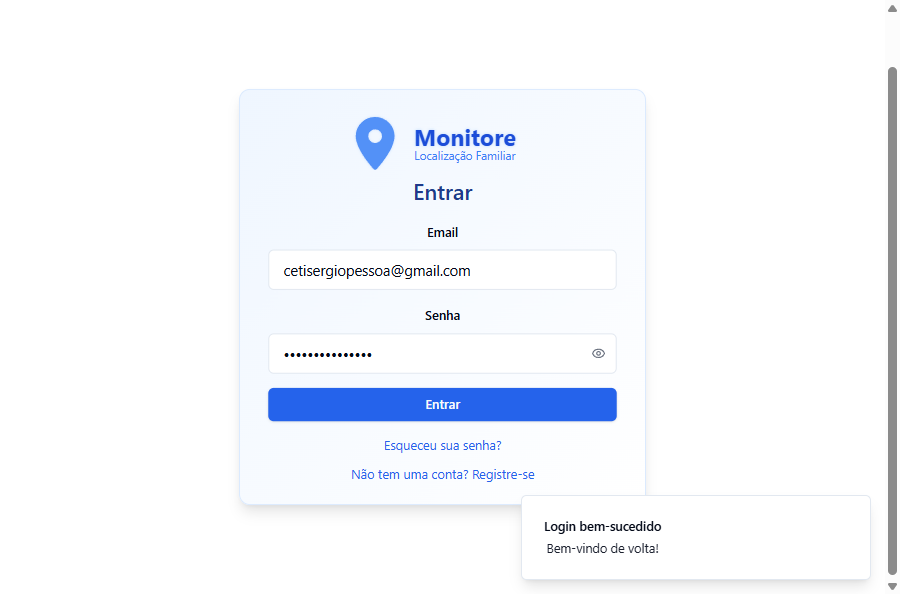 Monitore
Localização Familiar
Entrar
Email
cetisergiopessoa@gmail.com
Senha
•••••••••••••••
Entrar
Esqueceu sua senha?
Não tem uma conta? Registre-se
Login bem-sucedido
Bem-vindo de volta!